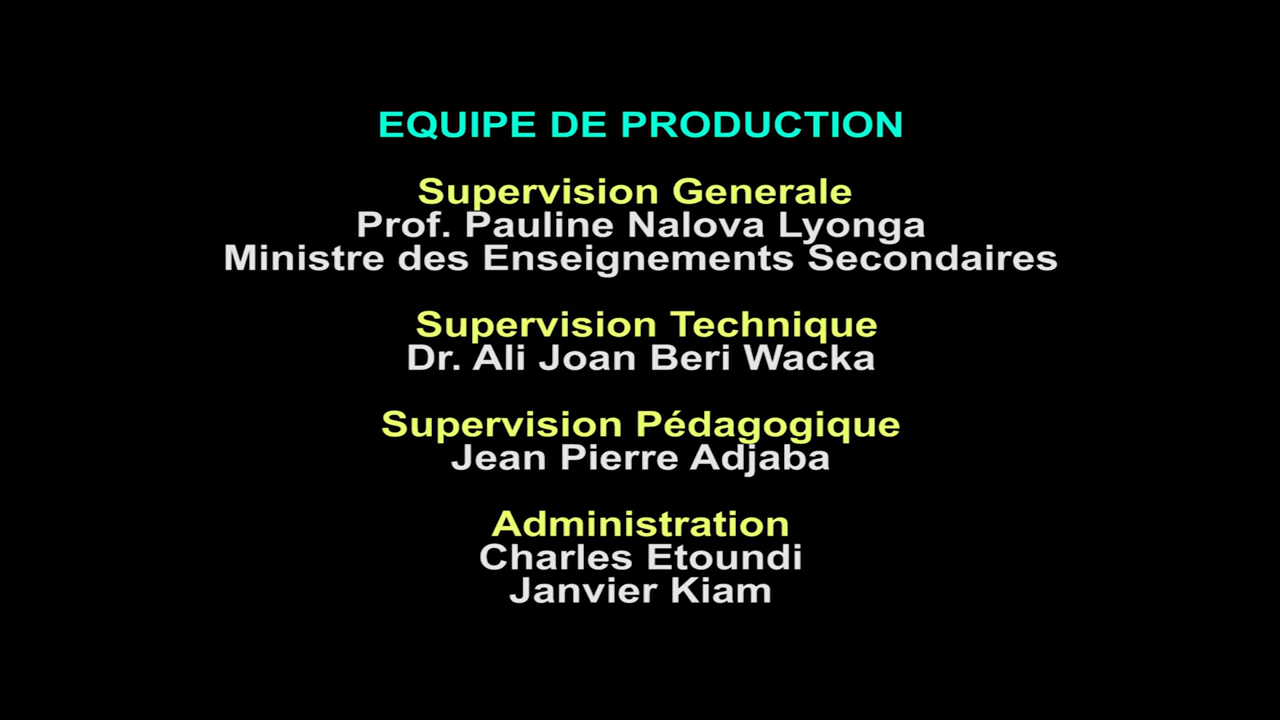 EQUIPE DE PRODUCTION
Supervision Generale
Prof. Pauline Nalova Lyonga
Ministre des Enseignements Secondaires
Supervision Technique
Dr. Ali Joan Beri Wacka
Supervision Pédagogique
Jean Pierre Adjaba
Administration
Charles Etoundi
Janvier Kiam